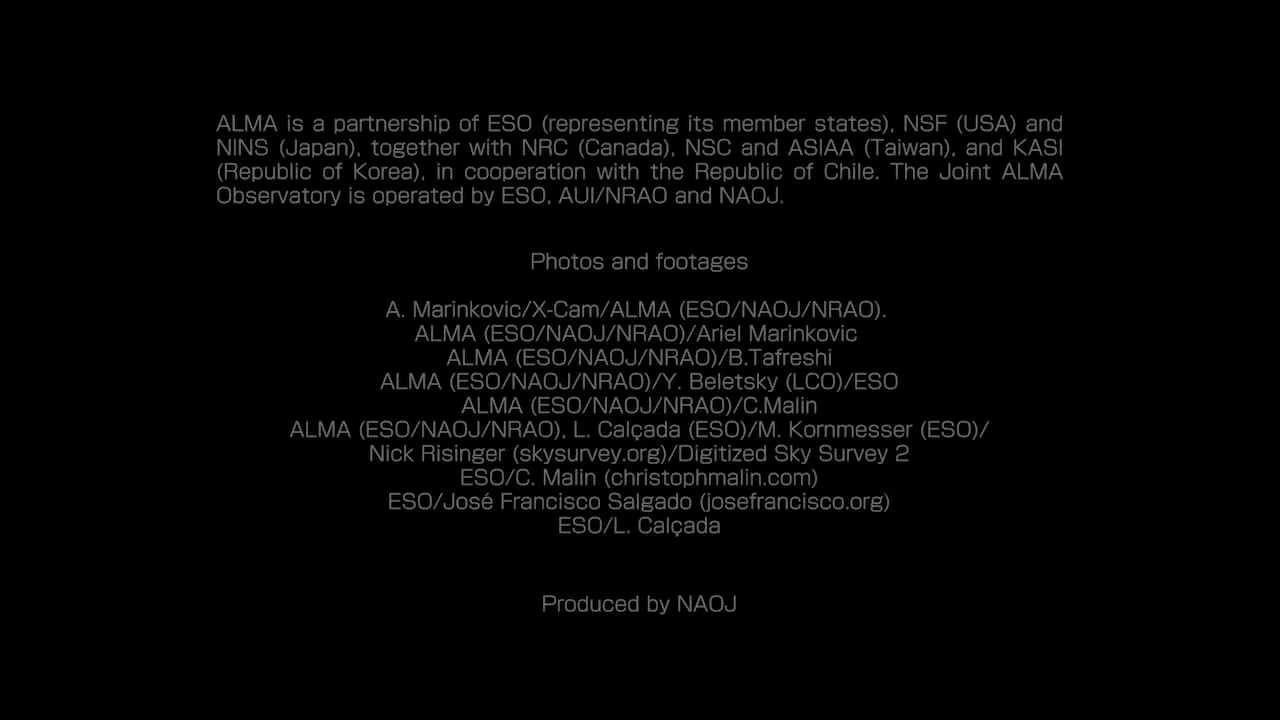 ALMA is a partnership of ESO (representing its member states), NSF (USA) and
NINS (Japan), together with NRC (Canada), NSC and ASIAA (Taiwan), and KASI
(Republic of Korea), in cooperation with the Republic of Chile. The Joint ALMA
Observatory is operated by ESO, AUI/NRAO and NAOJ.
Photos and footages
A. Marinkovic/X-Cam/ALMA (ESO/NAOJ/NRAO).
ALMA (ESO/NAOJ/NRAO)/Ariel Marinkovic
ALMA (ESO/NAOJ/NRAO)/B.Tafreshi
ALMA (ESO/NAOJ/NRAO)/Y. Beletsky (LCO)/ESO
ALMA (ESO/NAOJ/NRAO)/C.Malin
ALMA (ESO/NAOJ/NRAO), L. Calçada (ESO)/M. Kornmesser (ESO)/
Nick Risinger (skysurvey.org)/Digitized Sky Survey 2
ESO/C. Malin (christophmalin.com)
ESO/José Francisco Salgado (josefrancisco.org)
ESO/L. Calçada
Produced by NAOJ